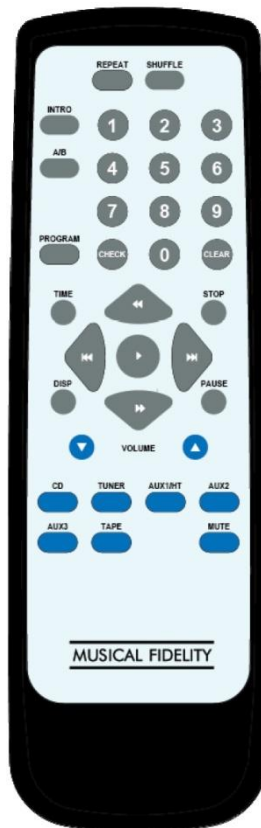 REPEAT SHUFFLE
INTRO
1 2 3
A/B
4 5 6
7 8 9
PROGRAM
CHECK 0 CLEAR
TIME STOP
DISP PAUSE
VOLUME
CD TUNER AUX1/HT AUX2
AUX3 TAPE MUTE
MUSICAL FIDELITY